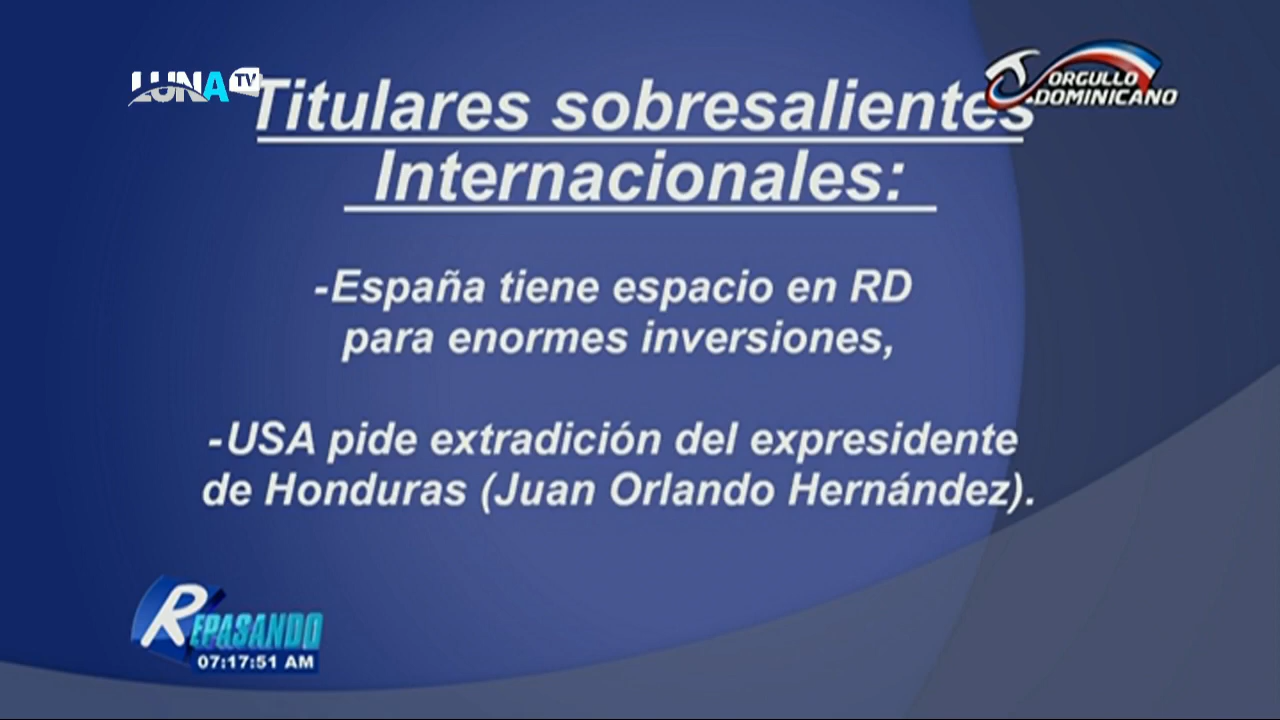 LUNA TV
ORGULLO
DOMINICANO
Titulares sobresalientes
Internacionales:
-España tiene espacio en RD
para enormes inversiones,
-USA pide extradición del expresidente
de Honduras (Juan Orlando Hernández).
REPASANDO
07:17:51 AM